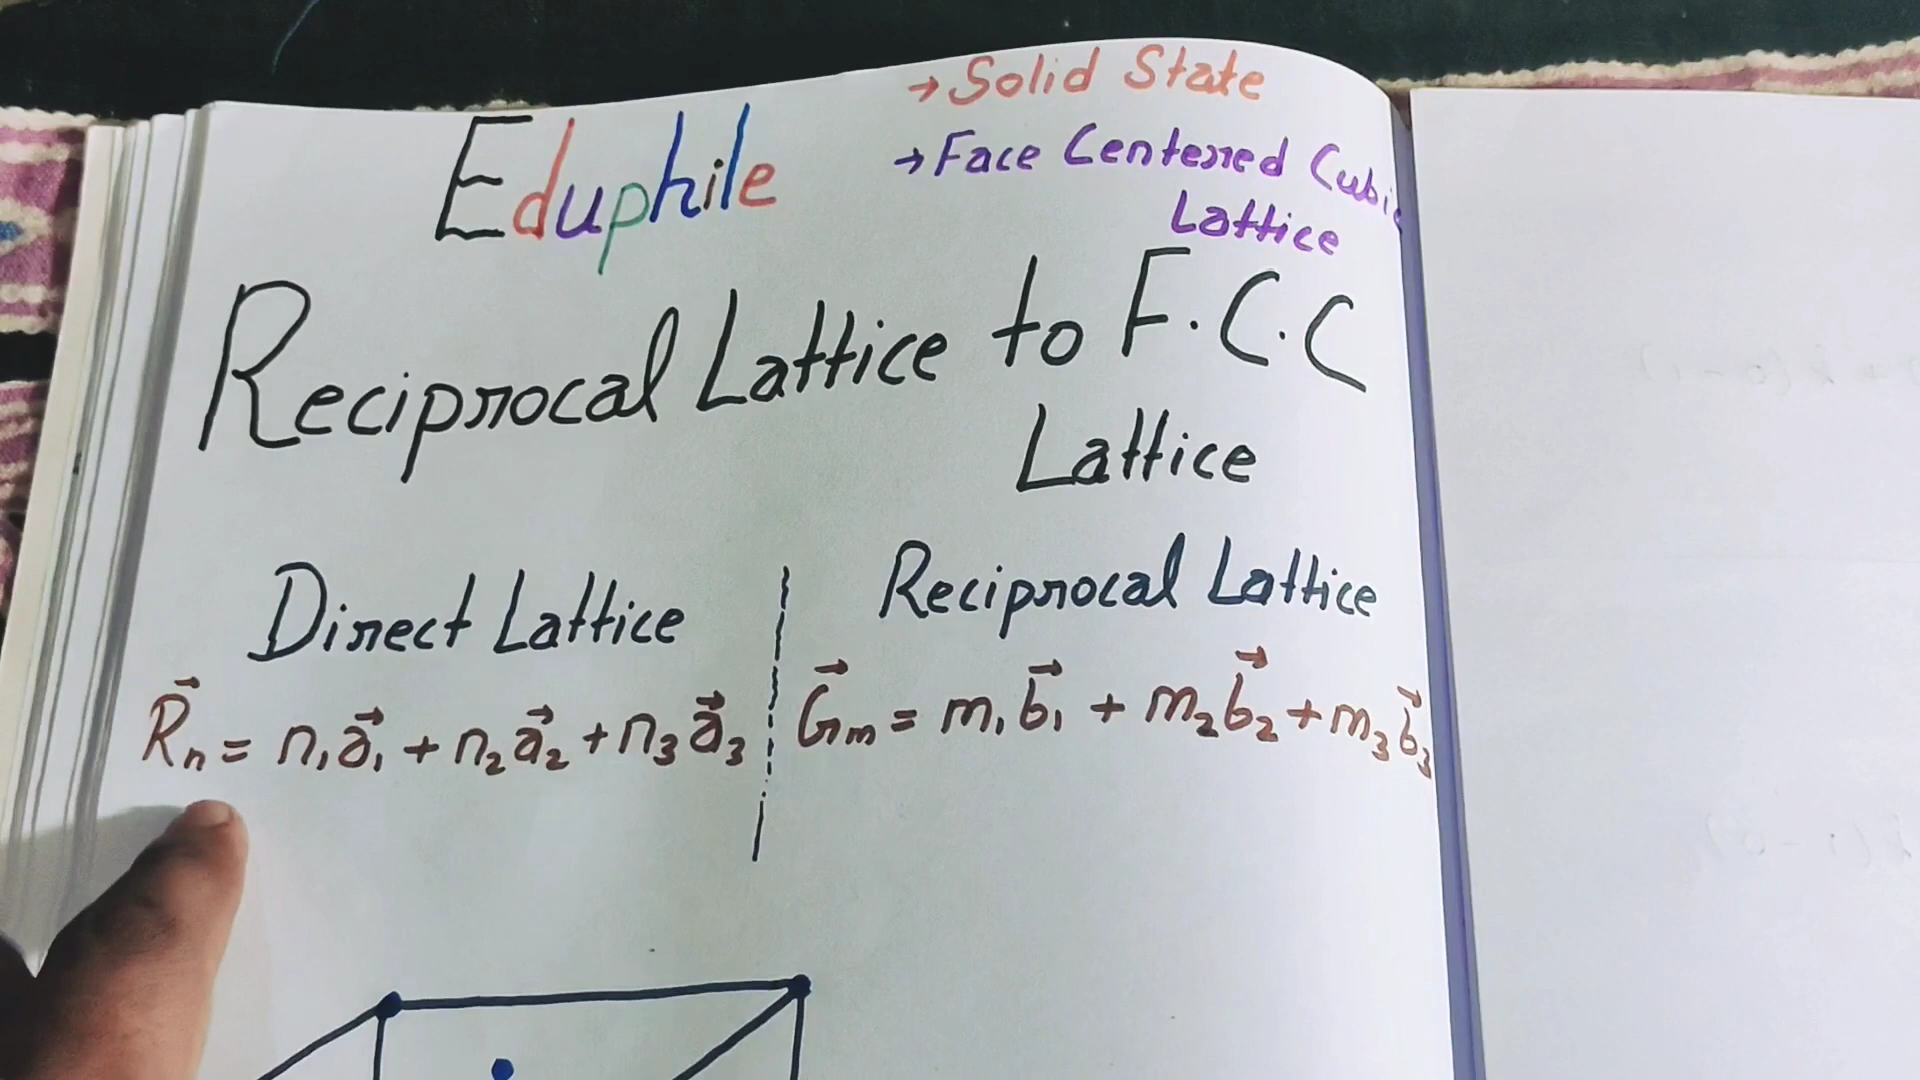 Eduphile
→ Solid State
→ Face Centered Cubic
Lattice
Reciprocal Lattice to F.C.C
Lattice
Direct Lattice
R⃗n = n₁a⃗₁ + n₂a⃗₂ + n₃a⃗₃
Reciprocal Lattice
G⃗m = m₁b⃗₁ + m₂b⃗₂ + m₃b⃗₃